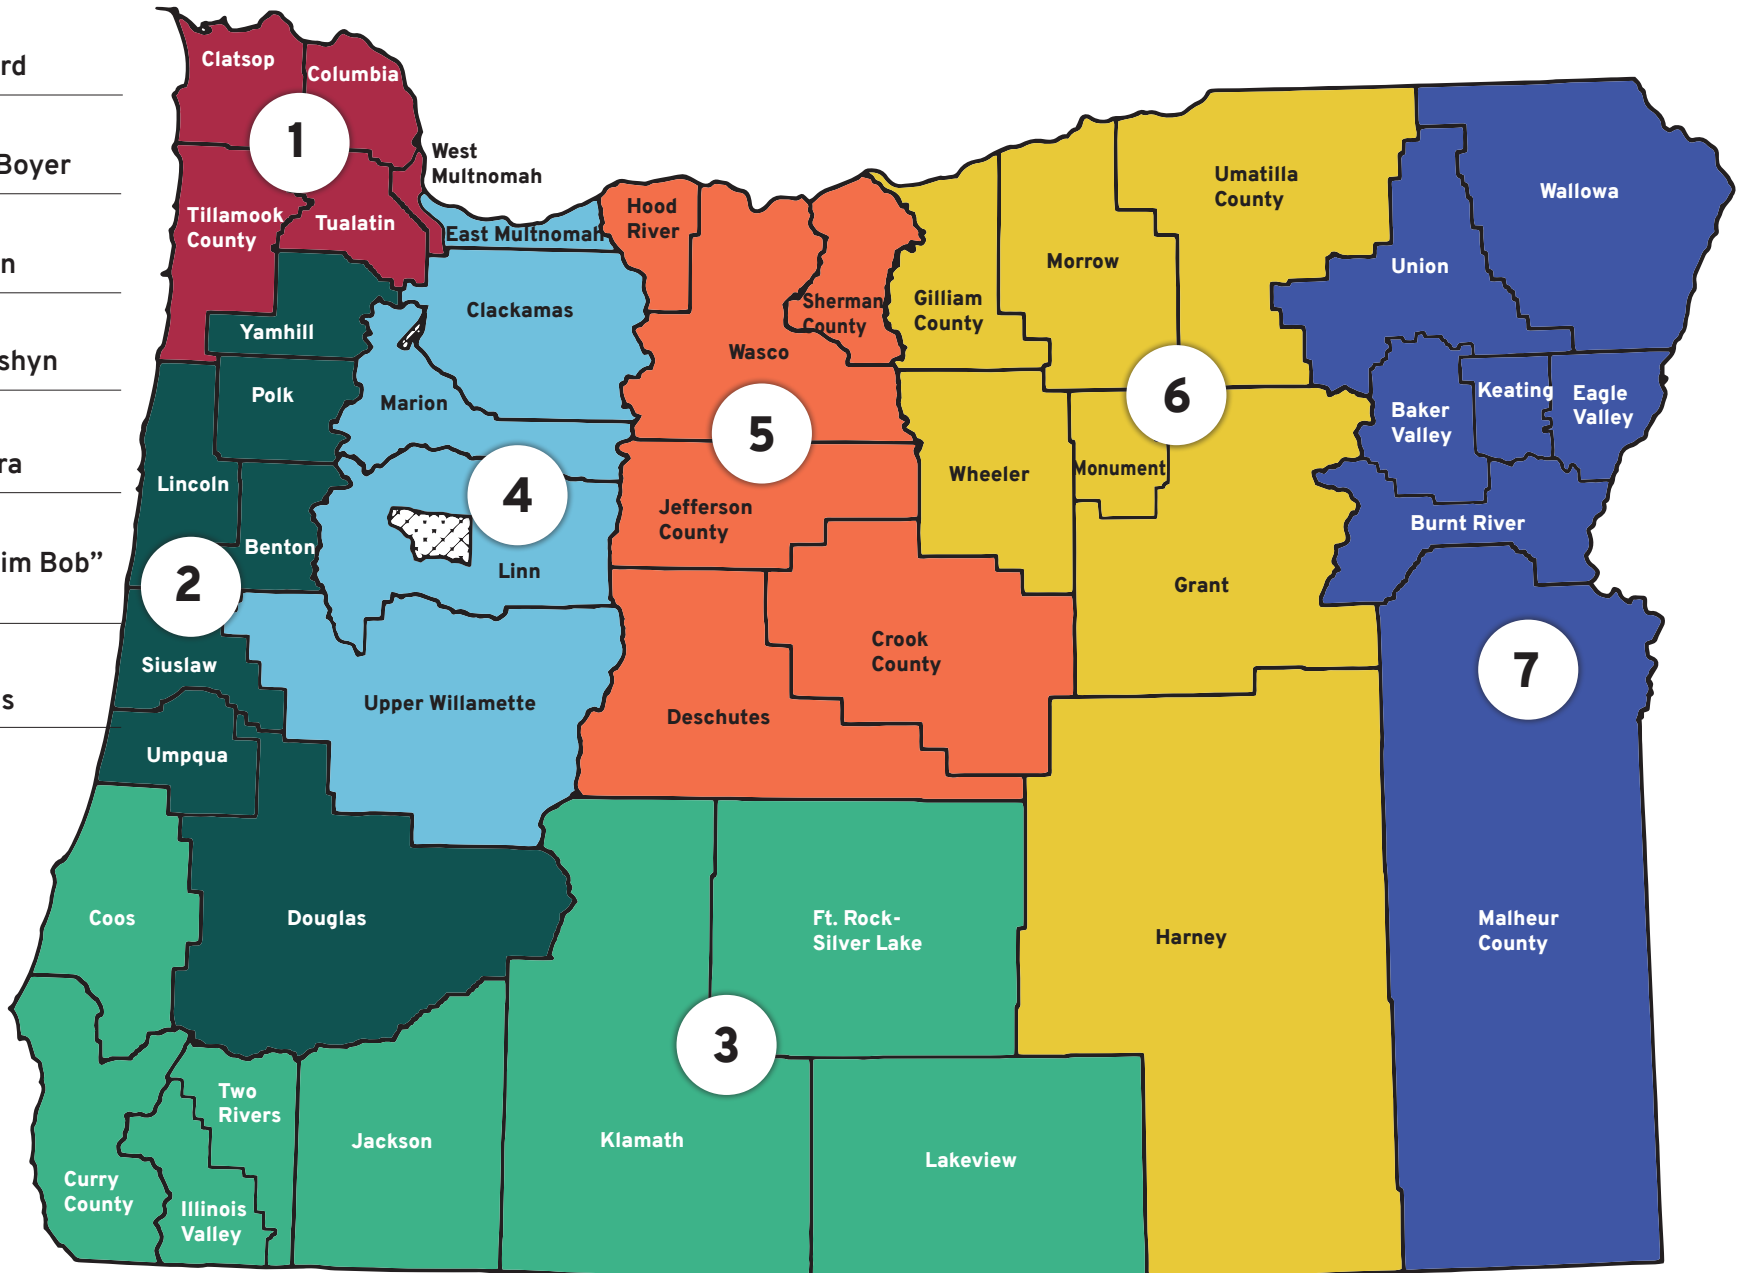 rd
Boyer
n
shyn
ra
im Bob”
s
Clatsop
Columbia
1
West
Multnomah
Tillamook
County
Tualatin
East Multnomah
Hood
River
Clackamas
Yamhill
Polk
Marion
Lincoln
Benton
4
Linn
2
Siuslaw
Upper Willamette
Umpqua
Coos
Douglas
Sherman
County
Wasco
5
Jefferson
County
Crook
County
Deschutes
Gilliam
County
Morrow
Umatilla
County
6
Wheeler
Monument
Grant
Harney
Wallowa
Union
Baker
Valley
Keating
Eagle
Valley
Burnt River
7
Malheur
County
Ft. Rock-
Silver Lake
3
Klamath
Lakeview
Jackson
Two
Rivers
Curry
County
Illinois
Valley